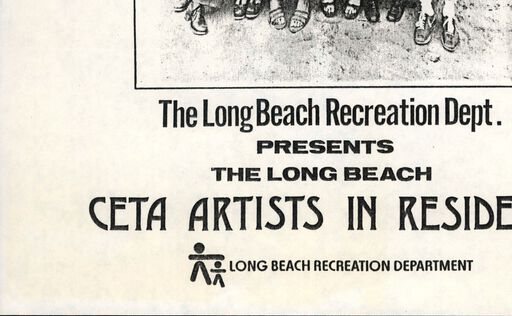 The Long Beach Recreation Dept.
PRESENTS
THE LONG BEACH
CETA ARTISTS IN RESIDE
LONG BEACH RECREATION DEPARTMENT